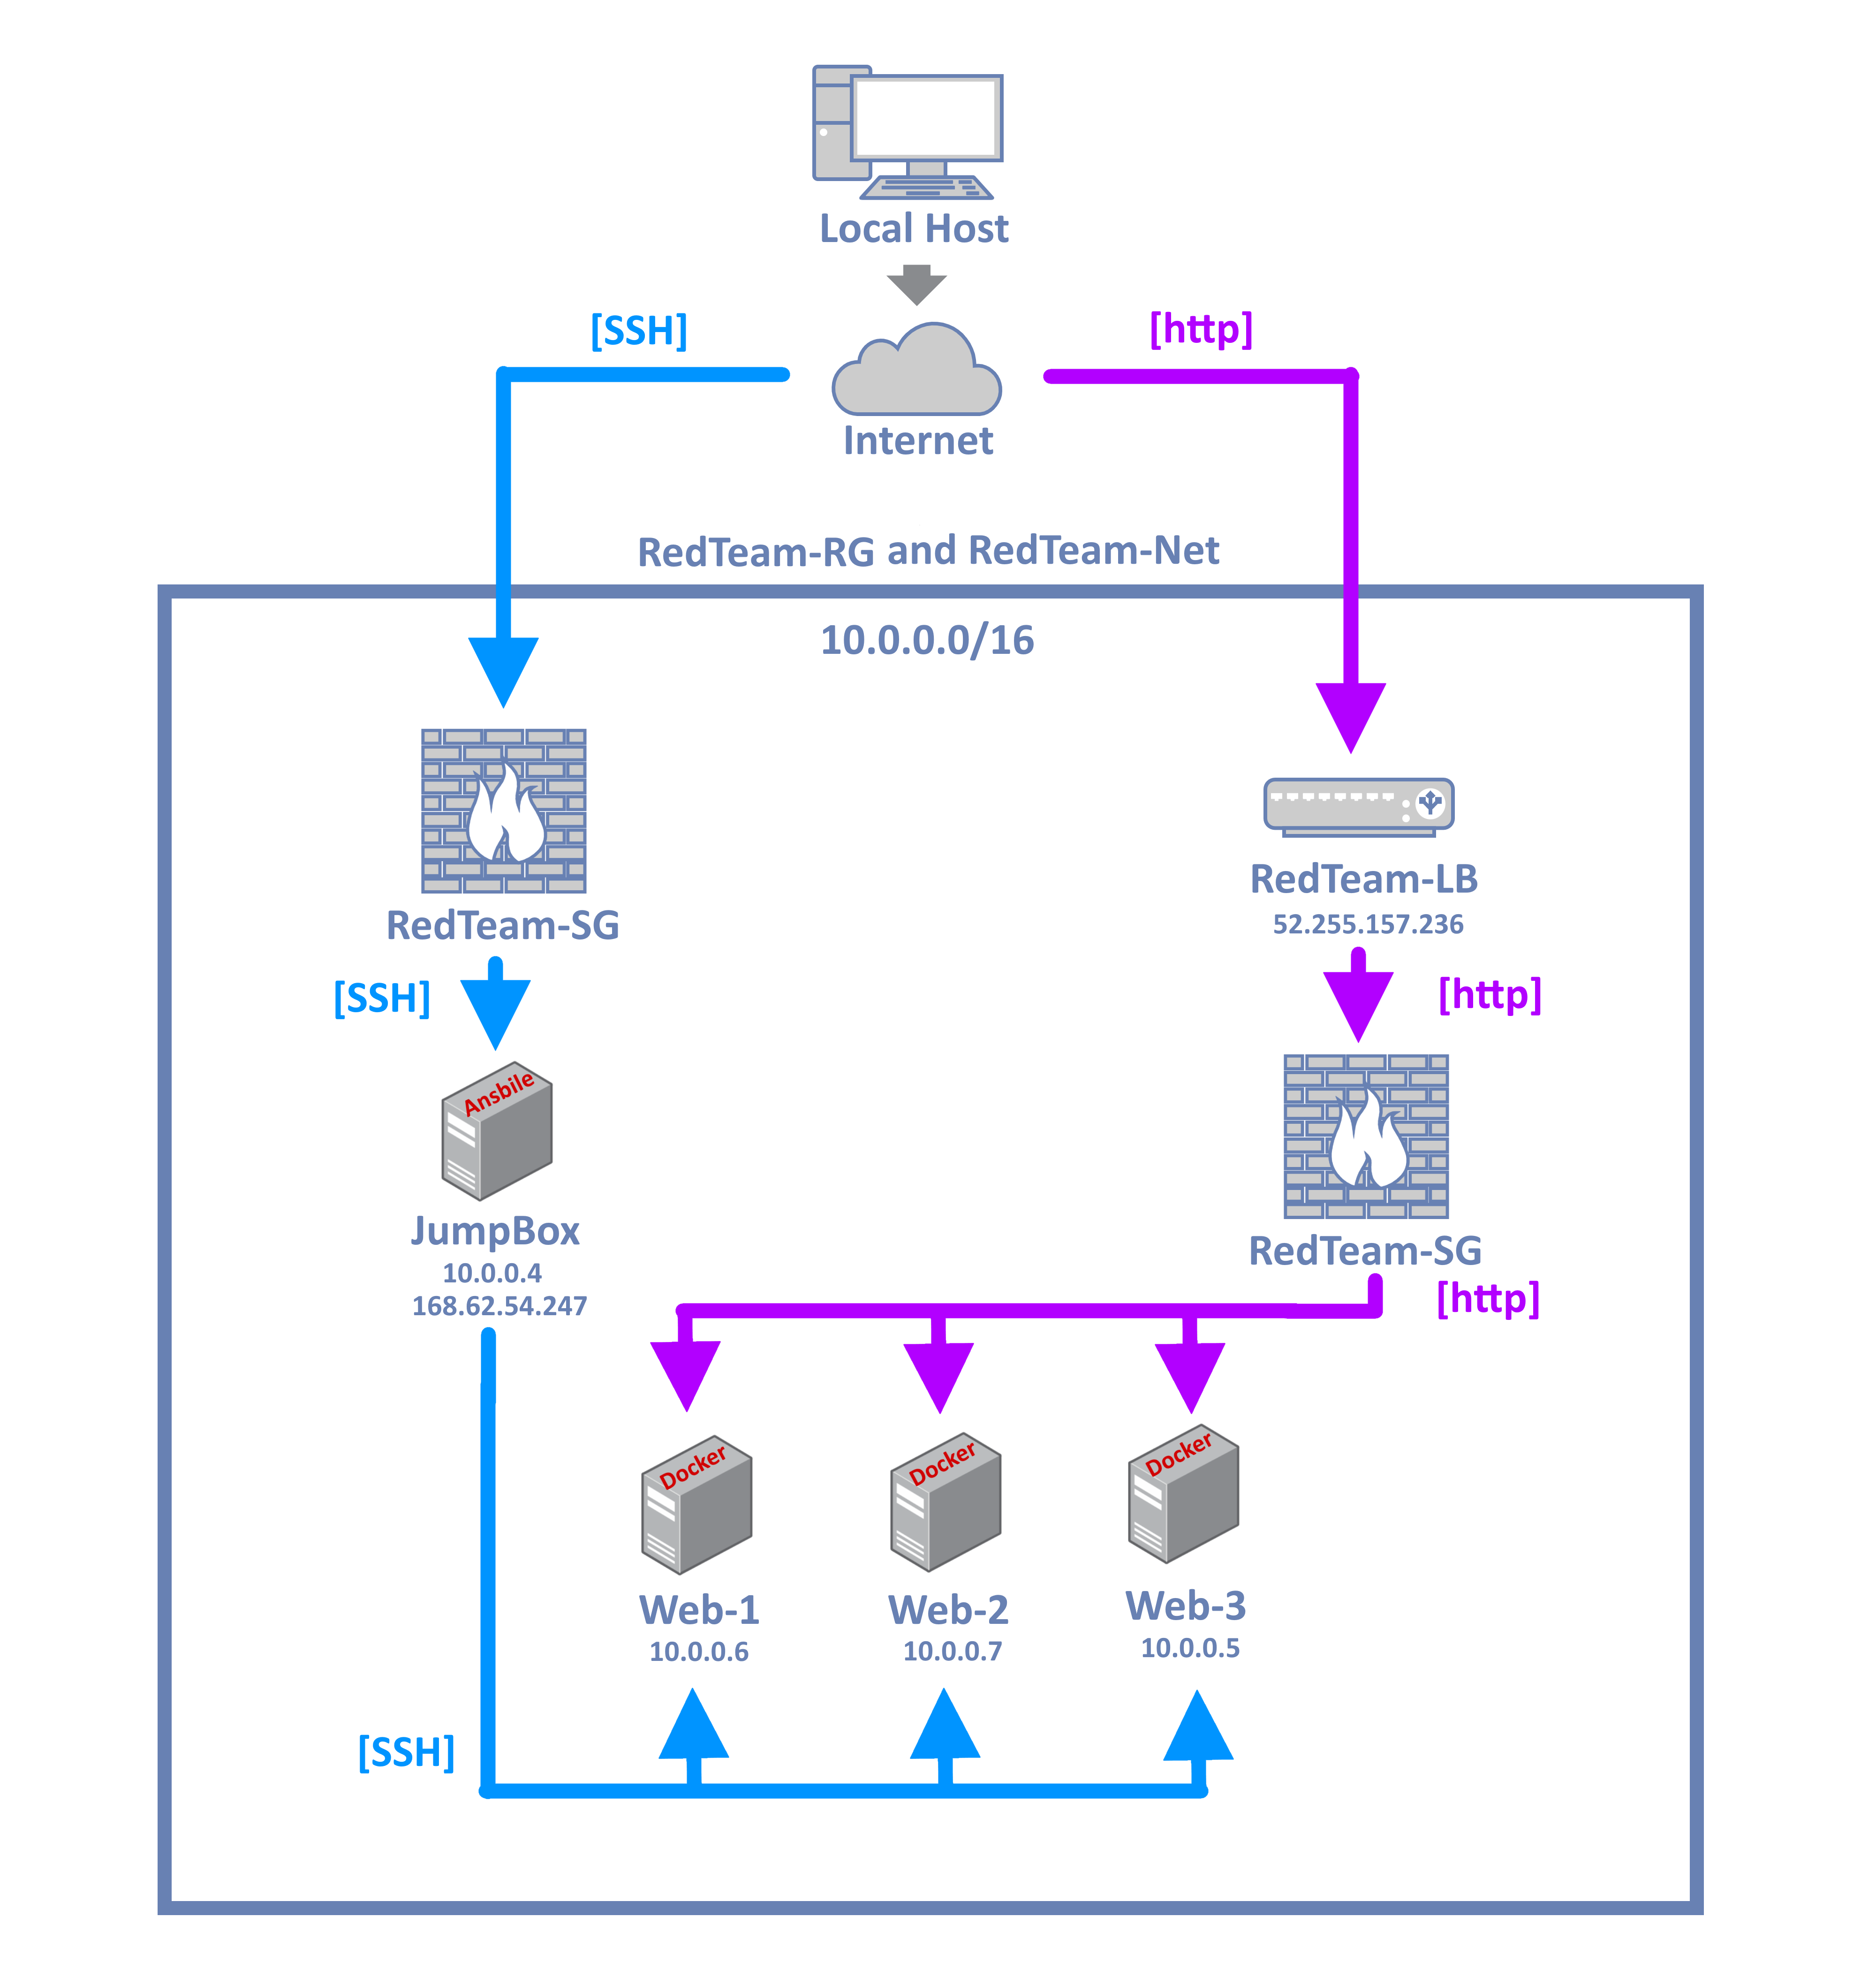 Local Host
[SSH]
[http]
Internet
RedTeam-RG and RedTeam-Net
10.0.0.0/16
RedTeam-SG
RedTeam-LB
52.255.157.236
[SSH]
[http]
Ansbile
JumpBox
10.0.0.4
168.62.54.247
RedTeam-SG
[http]
Docker
Docker
Docker
Web-1
10.0.0.6
Web-2
10.0.0.7
Web-3
10.0.0.5
[SSH]